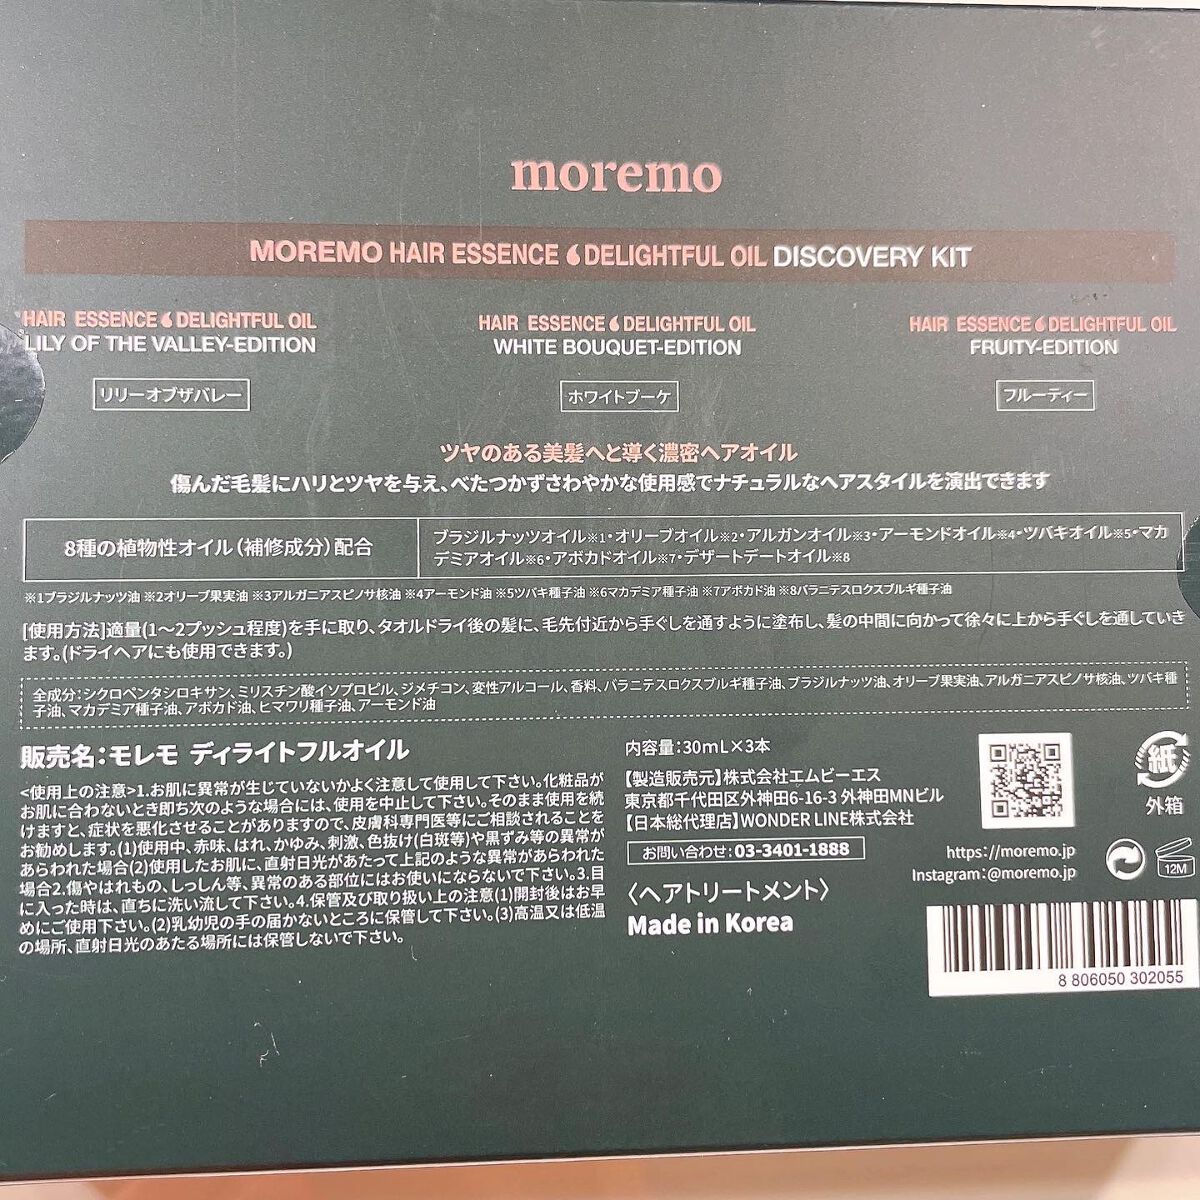 moremo
MOREMO HAIR ESSENCE DELIGHTFUL OIL DISCOVERY KIT
HAIR ESSENCE DELIGHTFUL OIL
LILY OF THE VALLEY-EDITION
リリーオブザバレー
HAIR ESSENCE DELIGHTFUL OIL
WHITE BOUQUET-EDITION
ホワイトブーケ
HAIR ESSENCE DELIGHTFUL OIL
FRUITY-EDITION
フルーティー
ツヤのある美髪へと導く濃密ヘアオイル
傷んだ毛髪にハリとツヤを与え、べたつかずさわやかな使用感でナチュラルなヘアスタイルを演出できます
8種の植物性オイル(補修成分)配合
ブラジルナッツオイル※1・オリーブオイル※2・アルガンオイル※3・アーモンドオイル※4・ツバキオイル※5・マカ
デミアオイル※6・アボカドオイル※7・デザートデートオイル※8
※1ブラジルナッツ油 ※2オリーブ果実油 ※3アルガニアスピノサ核油 ※4アーモンド油 ※5ツバキ種子油 ※6マカデミア種子油 ※7アボカド油 ※8バラニテスロクスブルギ種子油
[使用方法]適量(1〜2プッシュ程度)を手に取り、タオルドライ後の髪に、毛先付近から手ぐしを通すように塗布し、髪の中間に向かって徐々に上から手ぐしを通していき
ます。(ドライヘアにも使用できます。)
全成分:シクロペンタシロキサン、ミリスチン酸イソプロピル、ジメチコン、変性アルコール、香料、バラニテスロクスブルギ種子油、ブラジルナッツ油、オリーブ果実油、アルガニアスピノサ核油、ツバキ種
子油、マカデミア種子油、アボカド油、ヒマワリ種子油、アーモンド油
販売名:モレモ ディライトフルオイル
<使用上の注意>1.お肌に異常が生じていないかよく注意して使用して下さい。化粧品が
お肌に合わないとき即ち次のような場合には、使用を中止して下さい。そのまま使用を続
けますと、症状を悪化させることがありますので、皮膚科専門医等にご相談されることを
お勧めします。(1)使用中、赤味、はれ、かゆみ、刺激、色抜け(白斑等)や黒ずみ等の異常が
あらわれた場合(2)使用したお肌に、直射日光があたって上記のような異常があらわれた
場合2.傷やはれもの、しっしん等、異常のある部位にはお使いにならないで下さい。3.目
に入った時は、直ちに洗い流して下さい。4.保管及び取り扱い上の注意(1)開封後はお早
めにご使用下さい。(2)乳幼児の手の届かないところに保管して下さい。(3)高温又は低温
の場所、直射日光のあたる場所には保管しないで下さい。
内容量:30mL×3本
【製造販売元】株式会社エムビーエス
東京都千代田区外神田6-16-3 外神田MNビル
【日本総代理店】WONDER LINE株式会社
お問い合わせ:03-3401-1888
〈ヘアトリートメント〉
Made in Korea
紙
外箱
https://moremo.jp
Instagram:@moremo.jp
12M
8 806050 302055